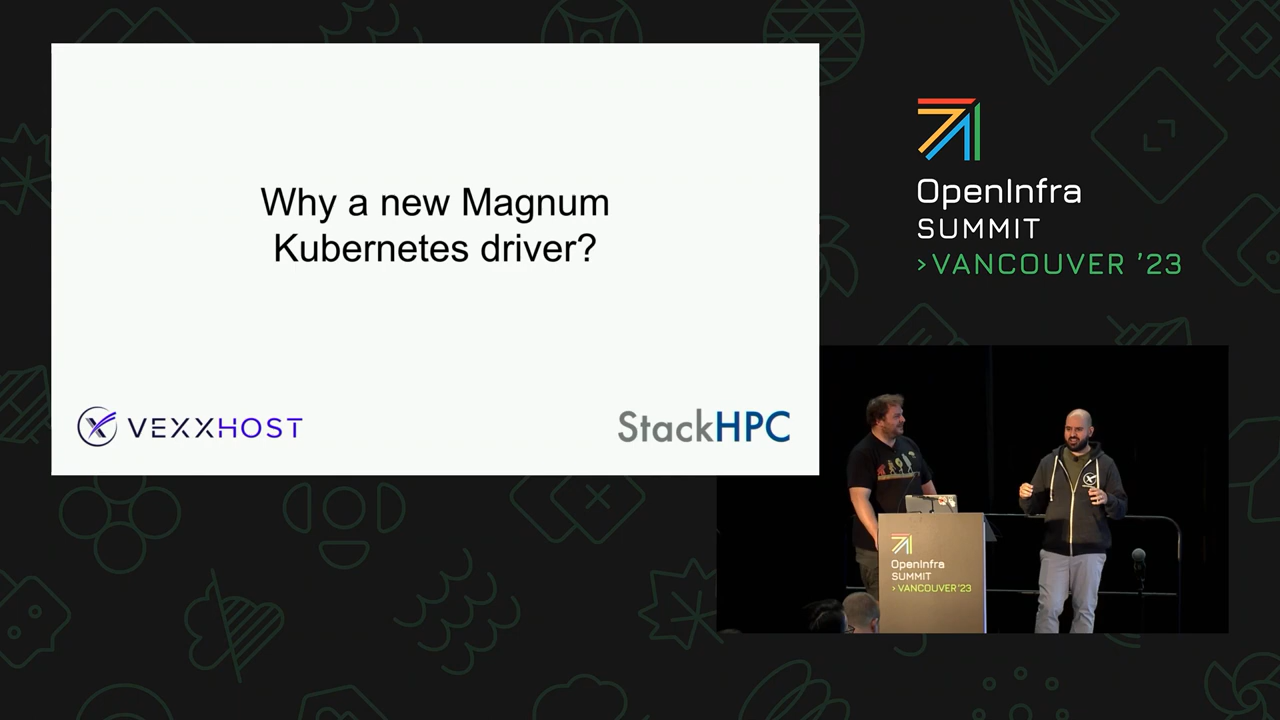 Why a new Magnum
Kubernetes driver?
VEXXHOST
StackHPC
OpenInfra
SUMMIT
>VANCOUVER '23
OpenInfra
SUMMIT
>VANCOUVER '23